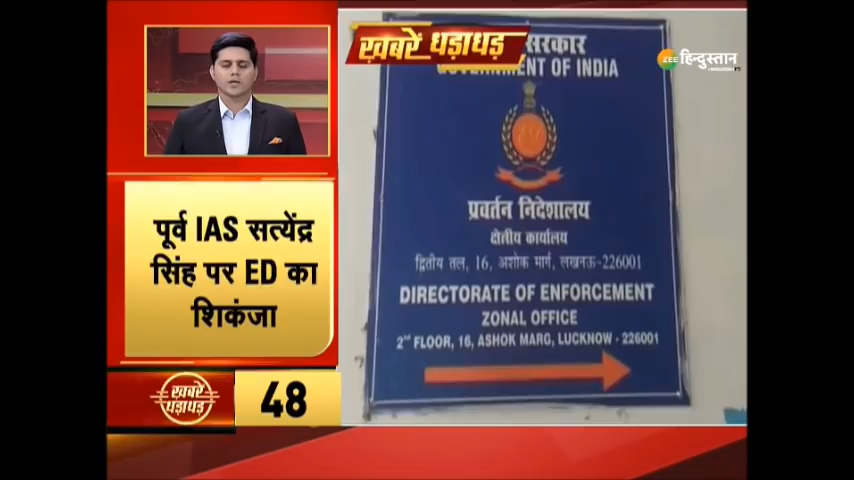 ख़बरें धड़ाधड़
ZEE हिन्दुस्तान
सरकार
GOVERNMENT OF INDIA
प्रवर्तन निदेशालय
क्षेत्रीय कार्यालय
द्वितीय तल, 16, अशोक मार्ग, लखनऊ-226001
DIRECTORATE OF ENFORCEMENT
ZONAL OFFICE
2ND FLOOR, 16, ASHOK MARG, LUCKNOW - 226001
पूर्व IAS सत्येंद्र
सिंह पर ED का
शिकंजा
ख़बरें
धड़ाधड़
48